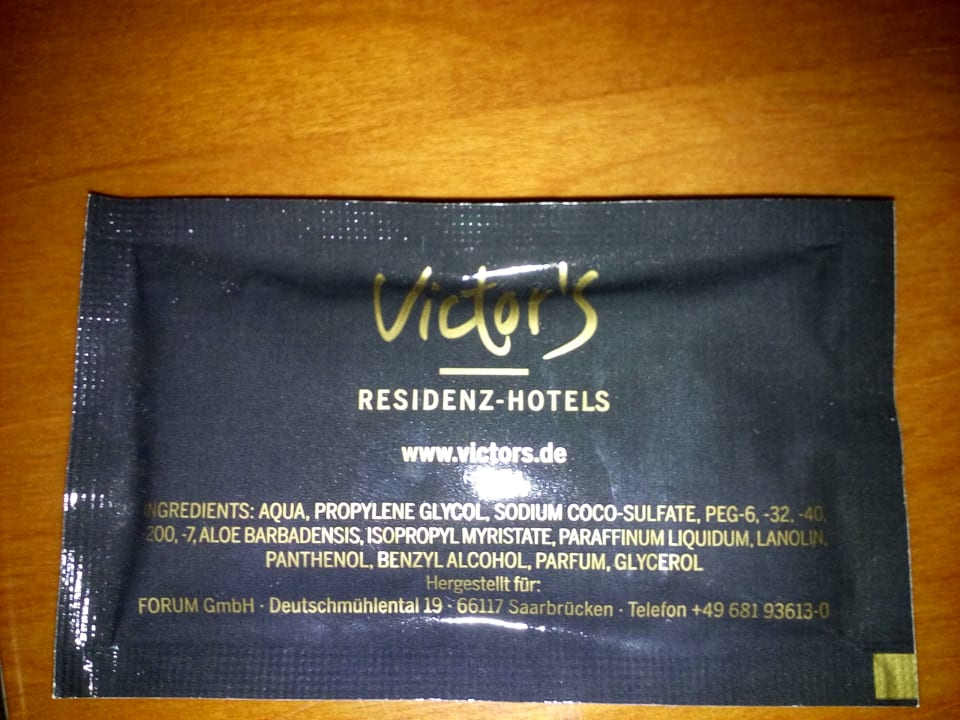 Victor's
RESIDENZ-HOTELS
www.victors.de
INGREDIENTS: AQUA, PROPYLENE GLYCOL, SODIUM COCO-SULFATE, PEG-6, -32, -40,
-200, -7, ALOE BARBADENSIS, ISOPROPYL MYRISTATE, PARAFFINUM LIQUIDUM, LANOLIN,
PANTHENOL, BENZYL ALCOHOL, PARFUM, GLYCEROL
Hergestellt für:
FORUM GmbH · Deutschmühlental 19 · 66117 Saarbrücken · Telefon +49 681 93613-0